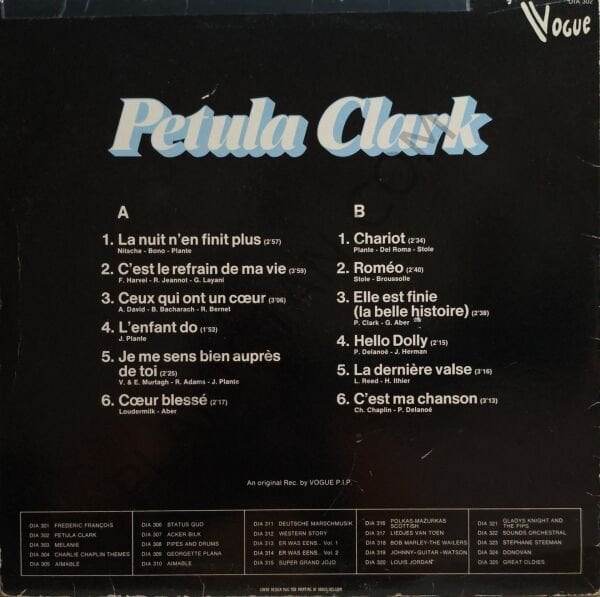 DIA 302
VOGUE
Petula Clark
A
1. La nuit n'en finit plus (2'57)
Nitsche - Bono - Plante
2. C'est le refrain de ma vie (3'59)
F. Harvel - R. Jeannot - G. Layani
3. Ceux qui ont un cœur (3'06)
A. David - B. Bacharach - R. Bernet
4. L'enfant do (1'53)
J. Plante
5. Je me sens bien auprès
de toi (2'25)
V. & E. Murtagh - R. Adams - J. Plante
6. Cœur blessé (2'17)
Loudermilk - Aber
B
1. Chariot (2'34)
Plante - Del Roma - Stole
2. Roméo (2'40)
Stole - Broussolle
3. Elle est finie
(la belle histoire) (2'38)
P. Clark - G. Aber
4. Hello Dolly (2'15)
P. Delanoé - J. Herman
5. La dernière valse (3'16)
L. Reed - H. Ithier
6. C'est ma chanson (3'13)
Ch. Chaplin - P. Delanoé
An original Rec. by VOGUE P.I.P.
DIA 301 FREDERIC FRANÇOIS
DIA 302 PETULA CLARK
DIA 303 MELANIE
DIA 304 CHARLIE CHAPLIN THEMES
DIA 305 AIMABLE
DIA 306 STATUS QUO
DIA 307 ACKER BILK
DIA 308 PIPES AND DRUMS
DIA 309 GEORGETTE PLANA
DIA 310 AIMABLE
DIA 311 DEUTSCHE MARSCHMUSIK
DIA 312 WESTERN STORY
DIA 313 ER WAS EENS... Vol. 1
DIA 314 ER WAS EENS... Vol. 2
DIA 315 SUPER GRAND JOJO
DIA 316 POLKAS-MAZURKAS
SCOTTISH
DIA 317 LIEDJES VAN TOEN
DIA 318 BOB MARLEY-THE WAILERS
DIA 319 JOHNNY-GUITAR-WATSON
DIA 320 LOUIS JORDAN
DIA 321 GLADYS KNIGHT AND
THE PIPS
DIA 322 SOUNDS ORCHESTRAL
DIA 323 STEPHANE STEEMAN
DIA 324 DONOVAN
DIA 325 GREAT OLDIES